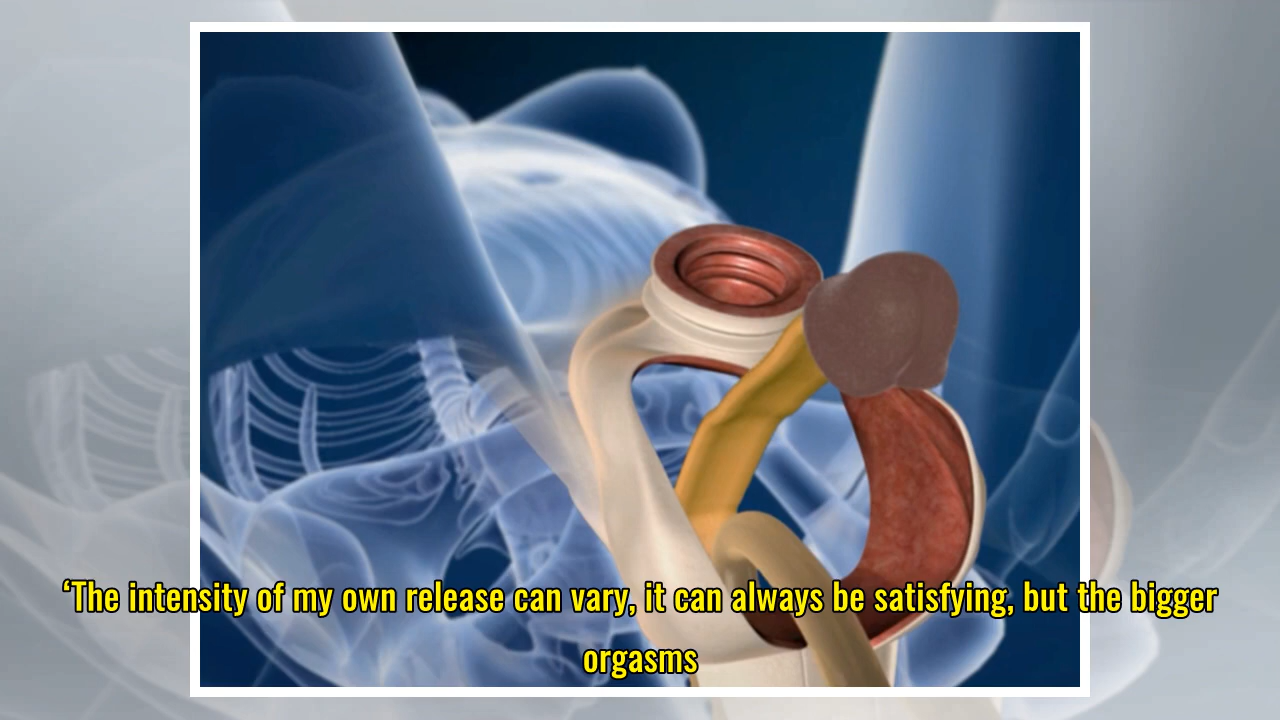 ‘The intensity of my own release can vary, it can always be satisfying, but the bigger
orgasms